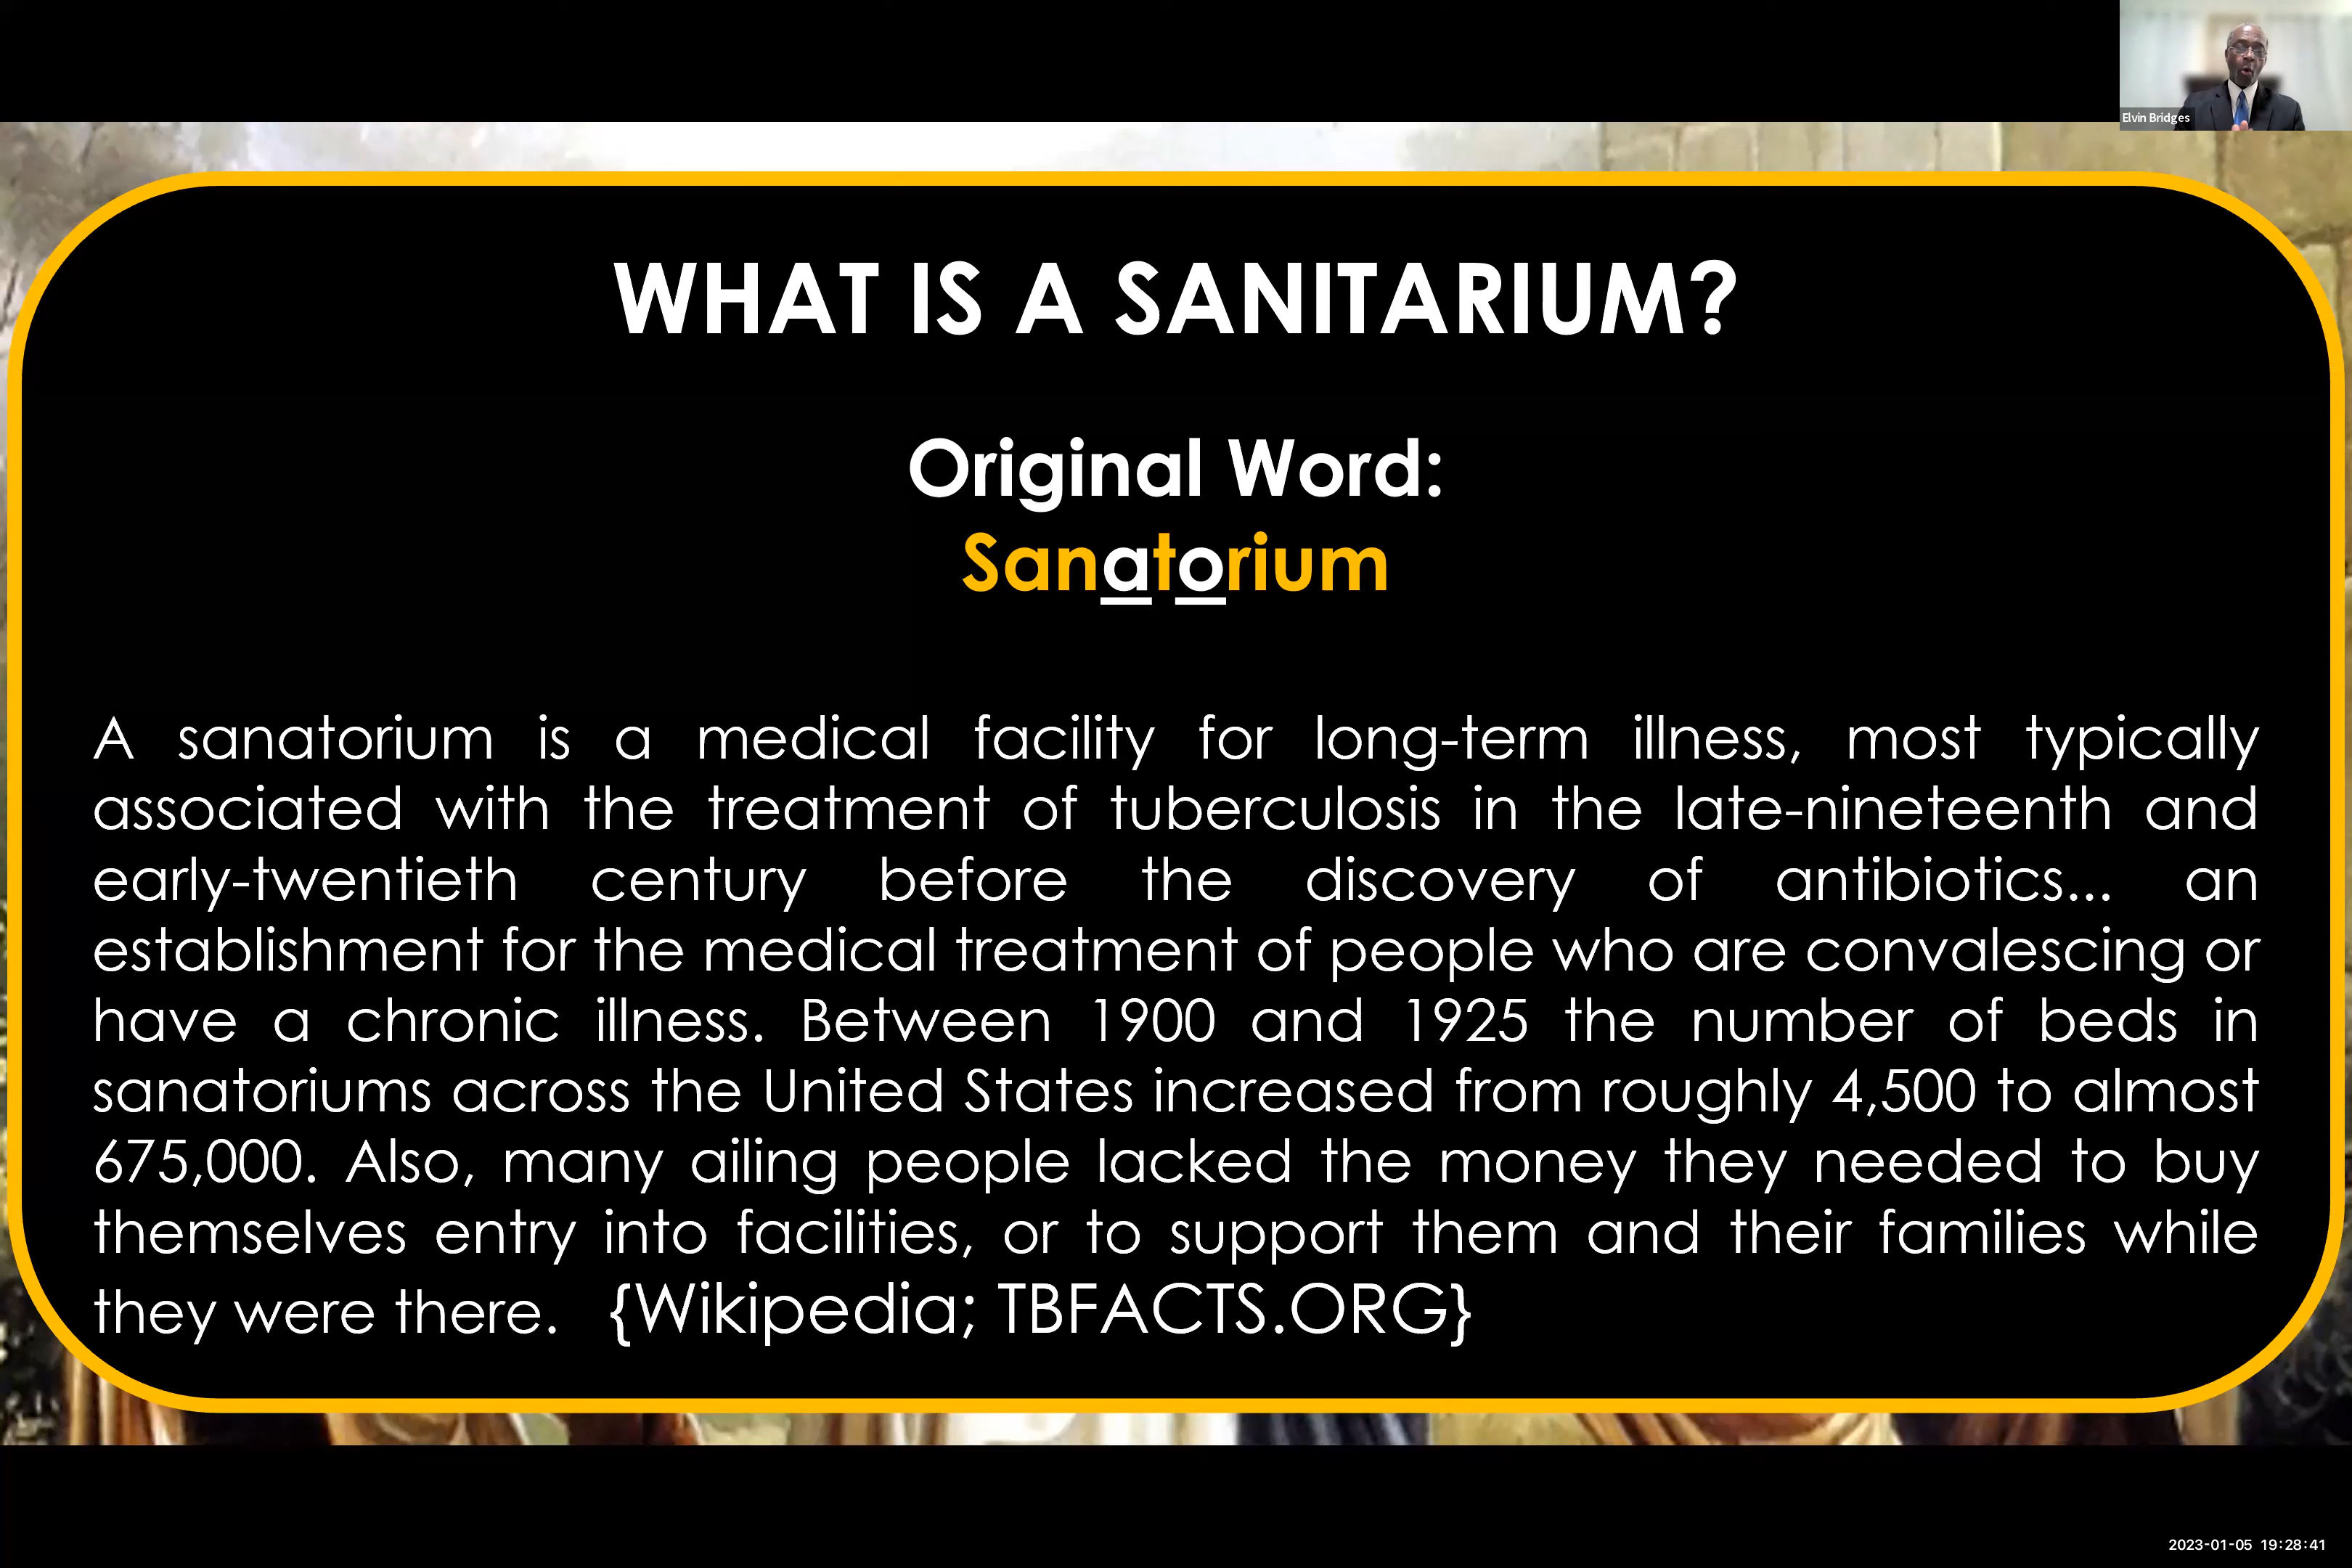 Elvin Bridges
WHAT IS A SANITARIUM?
Original Word:
Sanatorium
A sanatorium is a medical facility for long-term illness, most typically
associated with the treatment of tuberculosis in the late-nineteenth and
early-twentieth century before the discovery of antibiotics... an
establishment for the medical treatment of people who are convalescing or
have a chronic illness. Between 1900 and 1925 the number of beds in
sanatoriums across the United States increased from roughly 4,500 to almost
675,000. Also, many ailing people lacked the money they needed to buy
themselves entry into facilities, or to support them and their families while
they were there. {Wikipedia; TBFACTS.ORG}
2023-01-05 19:28:41